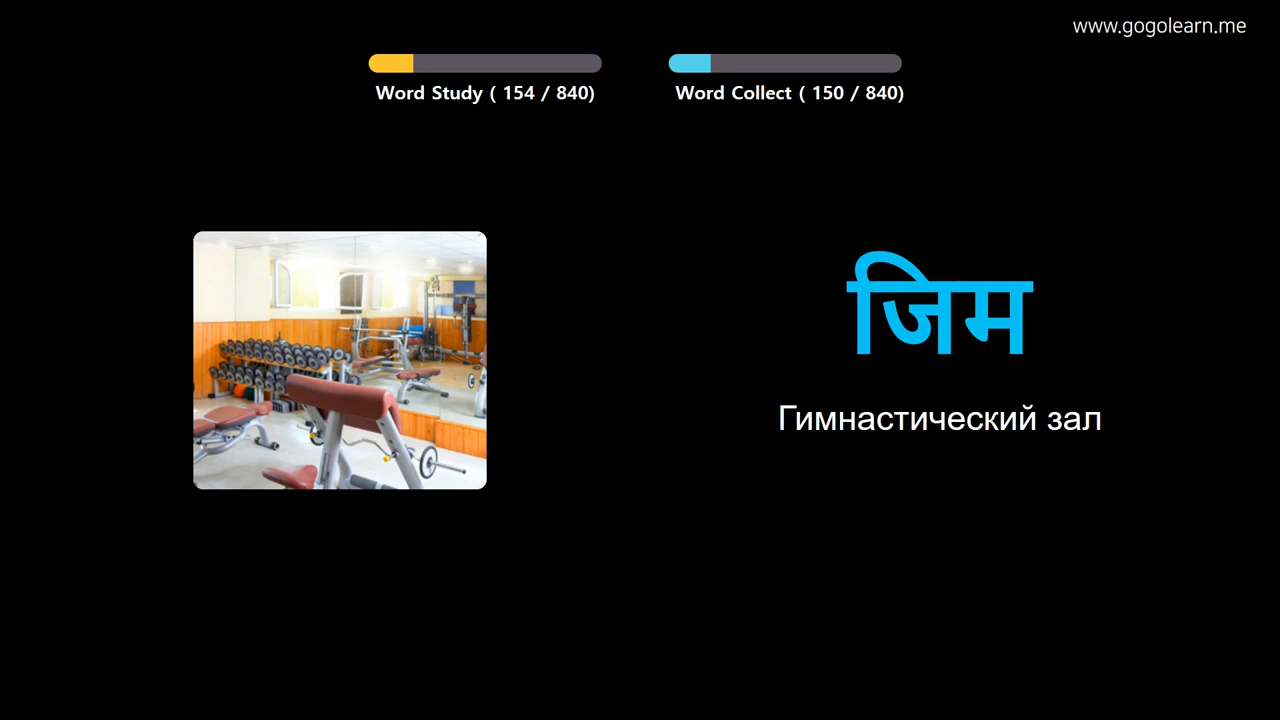 www.gogolearn.me
Word Study ( 154 / 840)
Word Collect ( 150 / 840)
जिम
Гимнастический зал